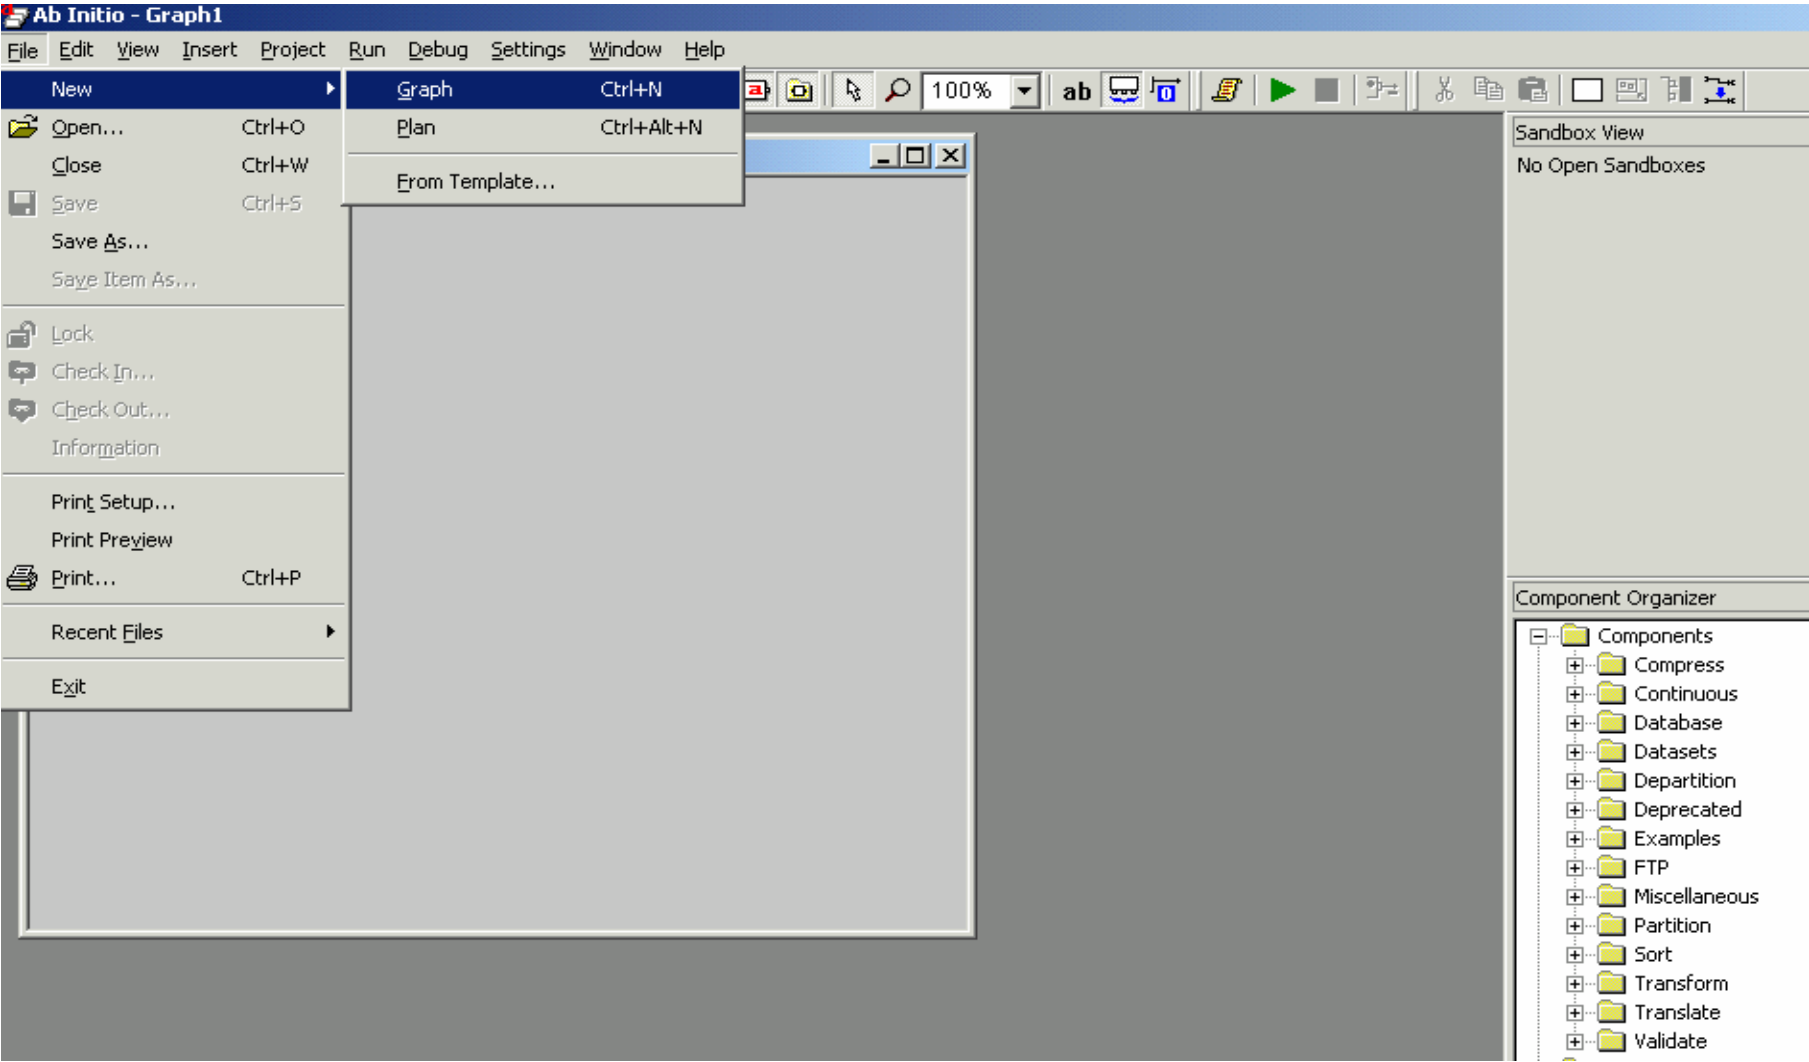 Ab Initio - Graph1
File Edit View Insert Project Run Debug Settings Window Help
New
Graph Ctrl+N
100%
ab
Open... Ctrl+O
Plan Ctrl+Alt+N
Close Ctrl+W
From Template...
Save Ctrl+S
Save As...
Save Item As...
Lock
Check In...
Check Out...
Information
Print Setup...
Print Preview
Print... Ctrl+P
Recent Files
Exit
Sandbox View
No Open Sandboxes
Component Organizer
Components
Compress
Continuous
Database
Datasets
Departition
Deprecated
Examples
FTP
Miscellaneous
Partition
Sort
Transform
Translate
Validate